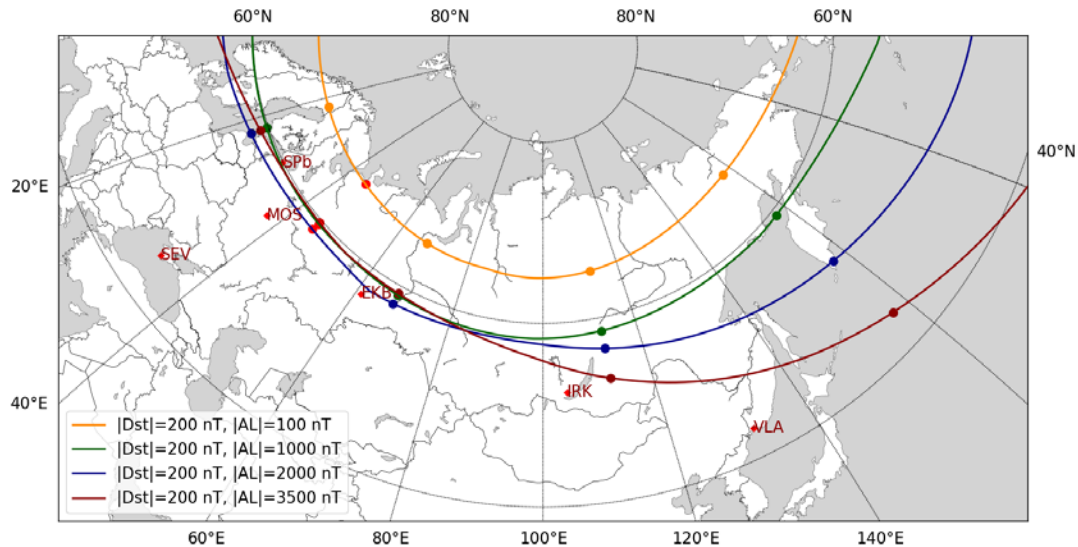 60°N 80°N 80°N 60°N
40°N
SPb
20°E
MOS
SEV
EKB
IRK
40°E
VLA
|Dst|=200 nT, |AL|=100 nT
|Dst|=200 nT, |AL|=1000 nT
|Dst|=200 nT, |AL|=2000 nT
|Dst|=200 nT, |AL|=3500 nT
60°E 80°E 100°E 120°E 140°E